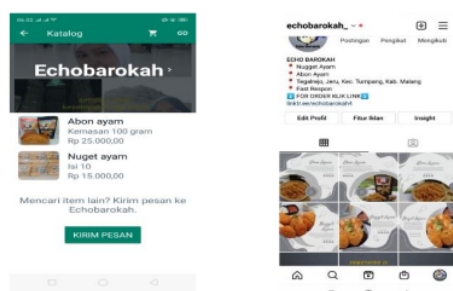 Katalog
Echobarokah
Abon ayam
Kemasan 100 gram
Rp 25.000,00
Nuget ayam
Isi 10
Rp 15.000,00
Mencari item lain? Kirim pesan ke
Echobarokah.
KIRIM PESAN
echobarokah_
Postingan Pengikut Mengikuti
ECHO BAROKAH
Nugget Ayam
Abon Ayam
Tegalrejo, Jeru, Kec. Tumpang, Kab. Malang
Fast Respon
FOR ORDER KLIK LINK
linktr.ee/echobarokah4
Edit Profil Fitur Iklan Insight